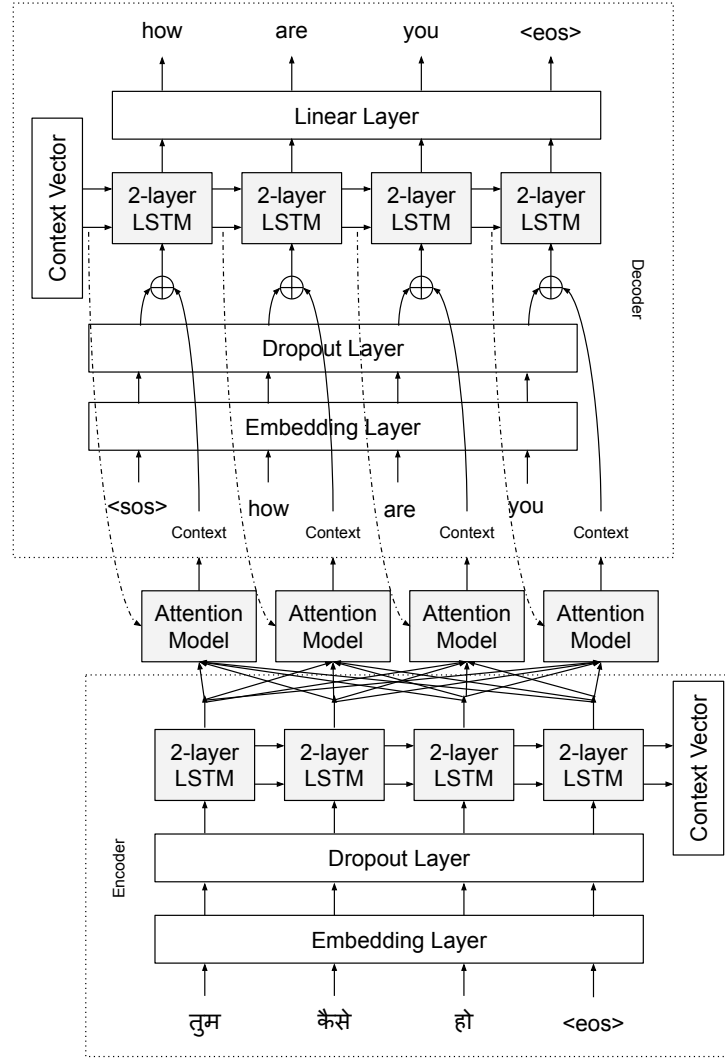 how are you <eos>
Linear Layer
Context Vector
2-layer 2-layer 2-layer 2-layer
LSTM LSTM LSTM LSTM
Decoder
Dropout Layer
Embedding Layer
<sos> how are you
Context Context Context Context
Attention Attention Attention Attention
Model Model Model Model
2-layer 2-layer 2-layer 2-layer
LSTM LSTM LSTM LSTM
Context Vector
Encoder
Dropout Layer
Embedding Layer
तुम कैसे हो <eos>